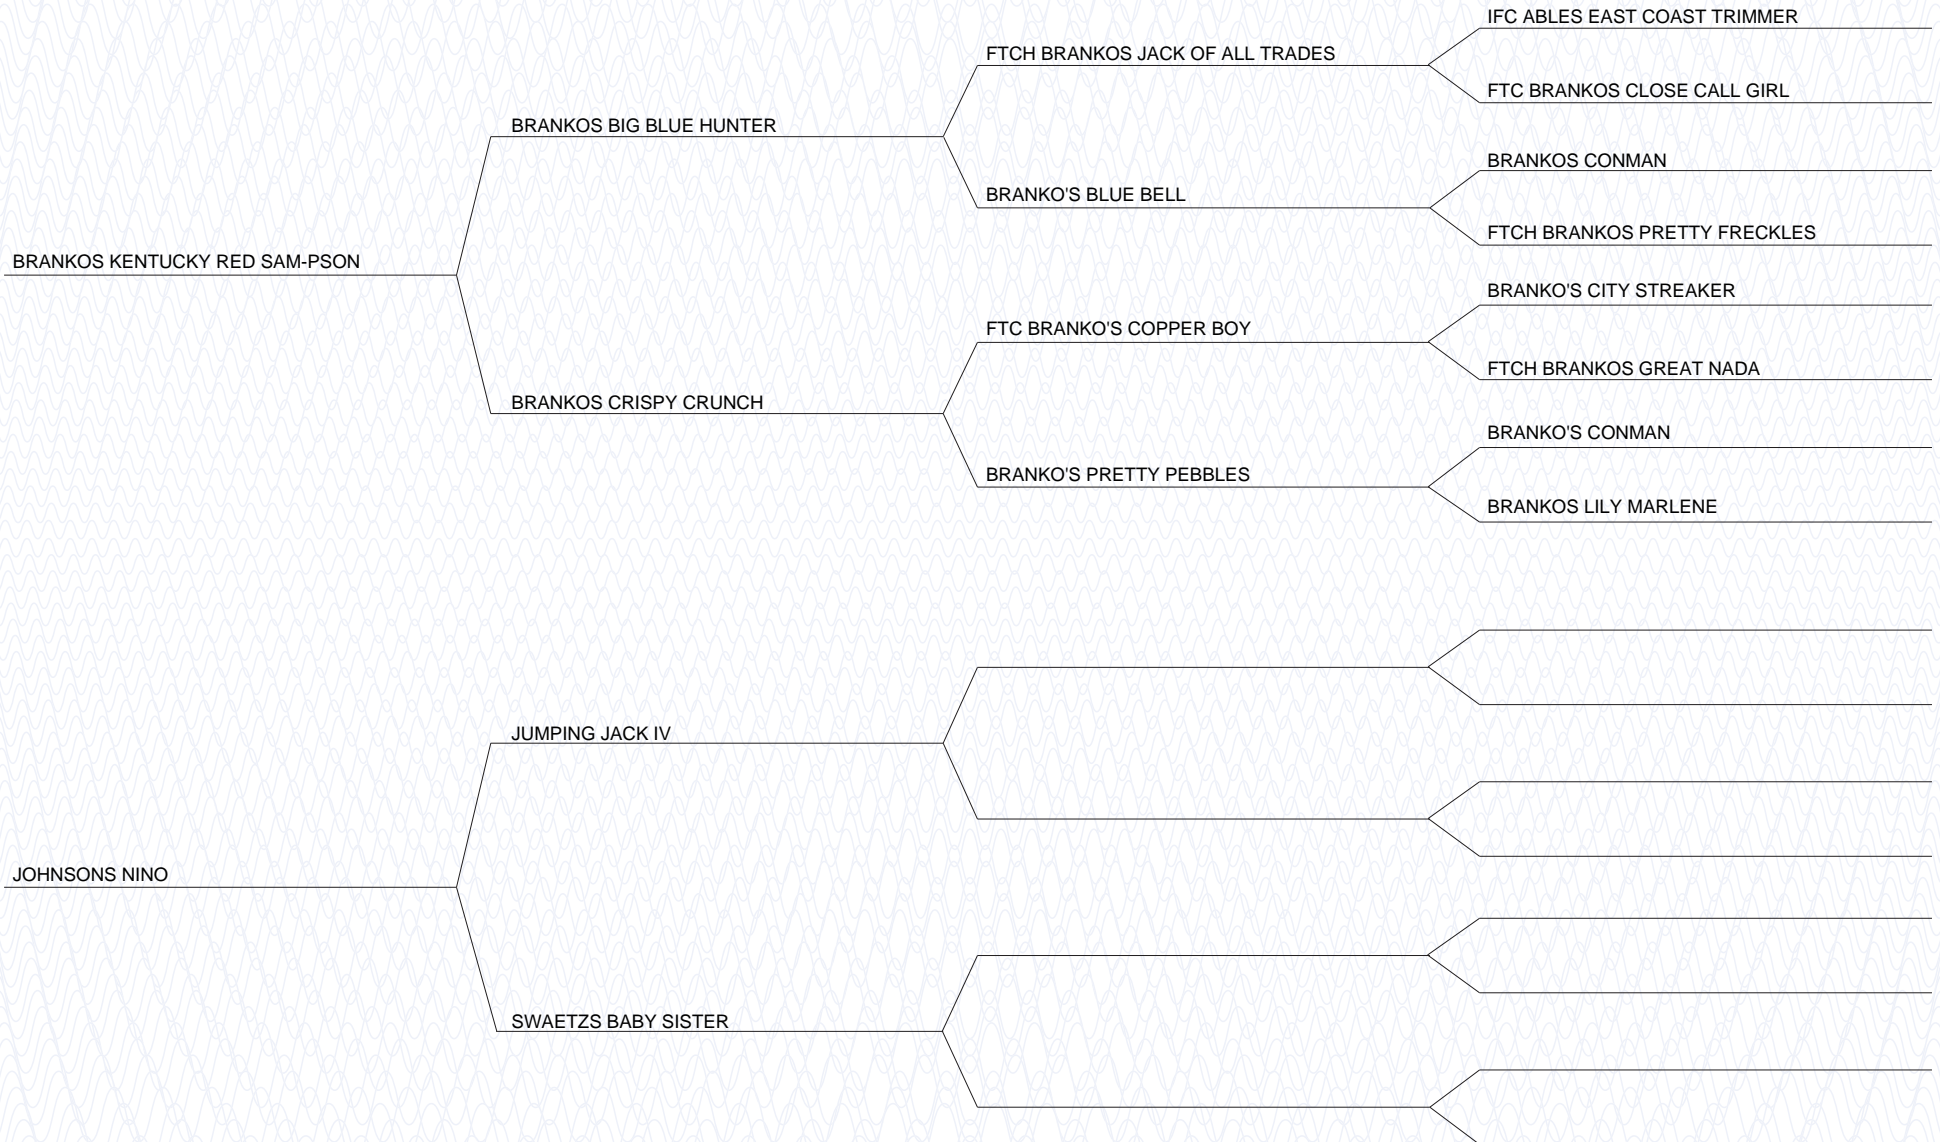 IFC ABLES EAST COAST TRIMMER
FTCH BRANKOS JACK OF ALL TRADES
FTC BRANKOS CLOSE CALL GIRL
BRANKOS BIG BLUE HUNTER
BRANKOS CONMAN
BRANKO'S BLUE BELL
FTCH BRANKOS PRETTY FRECKLES
BRANKOS KENTUCKY RED SAM-PSON
BRANKO'S CITY STREAKER
FTC BRANKO'S COPPER BOY
FTCH BRANKOS GREAT NADA
BRANKOS CRISPY CRUNCH
BRANKO'S CONMAN
BRANKO'S PRETTY PEBBLES
BRANKOS LILY MARLENE
JUMPING JACK IV
JOHNSONS NINO
SWAETZS BABY SISTER